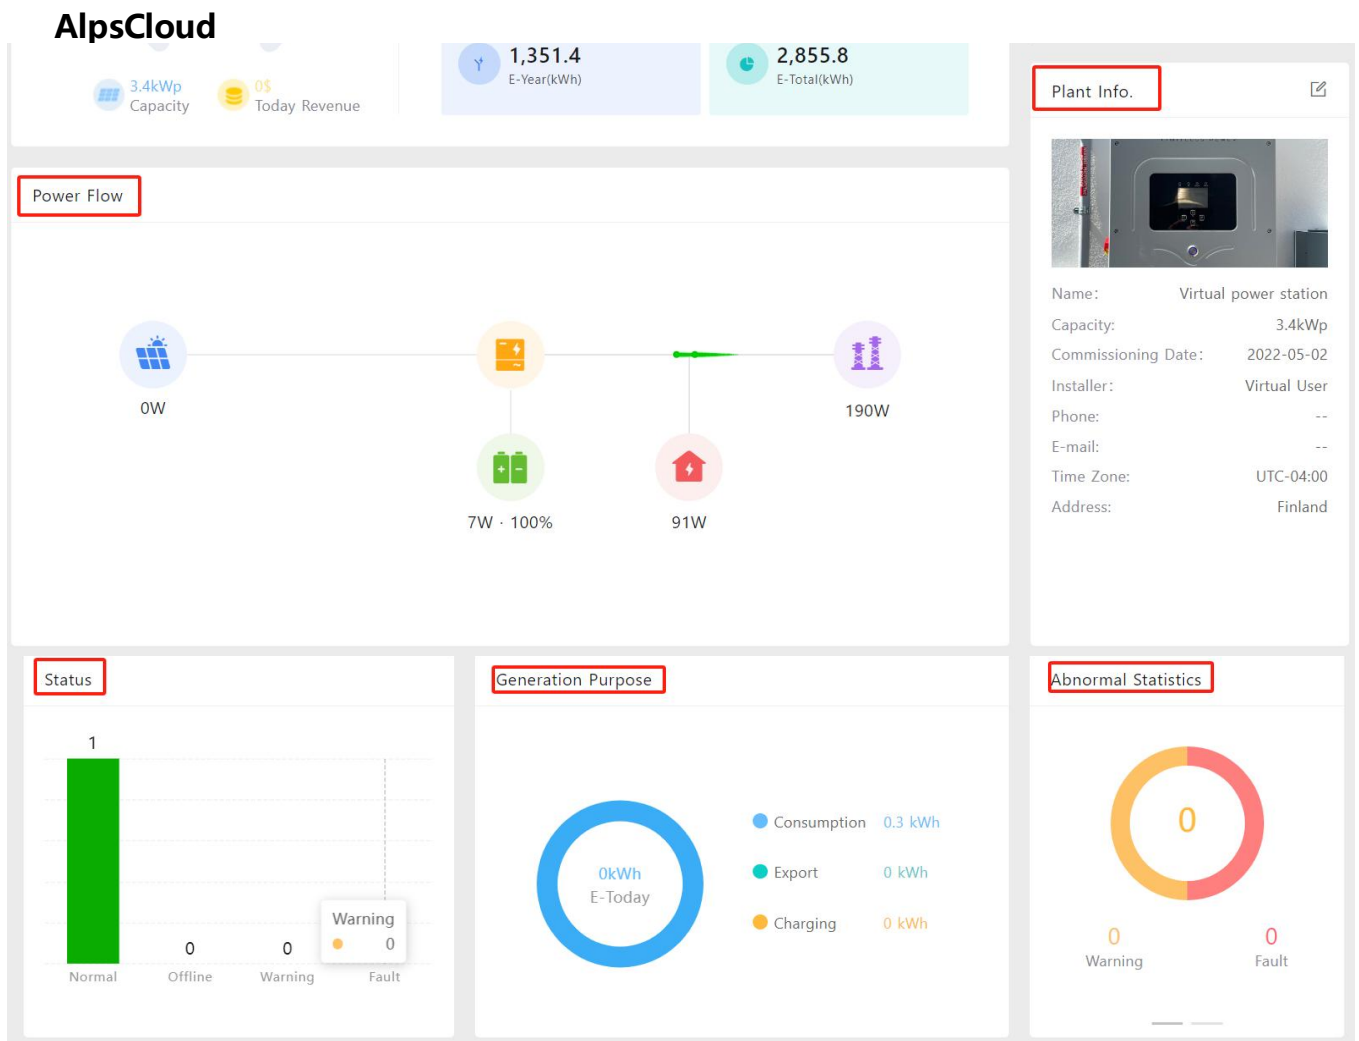 AlpsCloud
1,351.4
E-Year(kWh)
2,855.8
E-Total(kWh)
3.4kWp
Capacity
0$
Today Revenue
Plant Info.
Power Flow
0W
7W · 100%
91W
190W
Name: Virtual power station
Capacity: 3.4kWp
Commissioning Date: 2022-05-02
Installer: Virtual User
Phone: --
E-mail: --
Time Zone: UTC-04:00
Address: Finland
Status
1
0
0
Warning
0
Normal
Offline
Warning
Fault
Generation Purpose
0kWh
E-Today
Consumption 0.3 kWh
Export 0 kWh
Charging 0 kWh
Abnormal Statistics
0
0
Warning
0
Fault